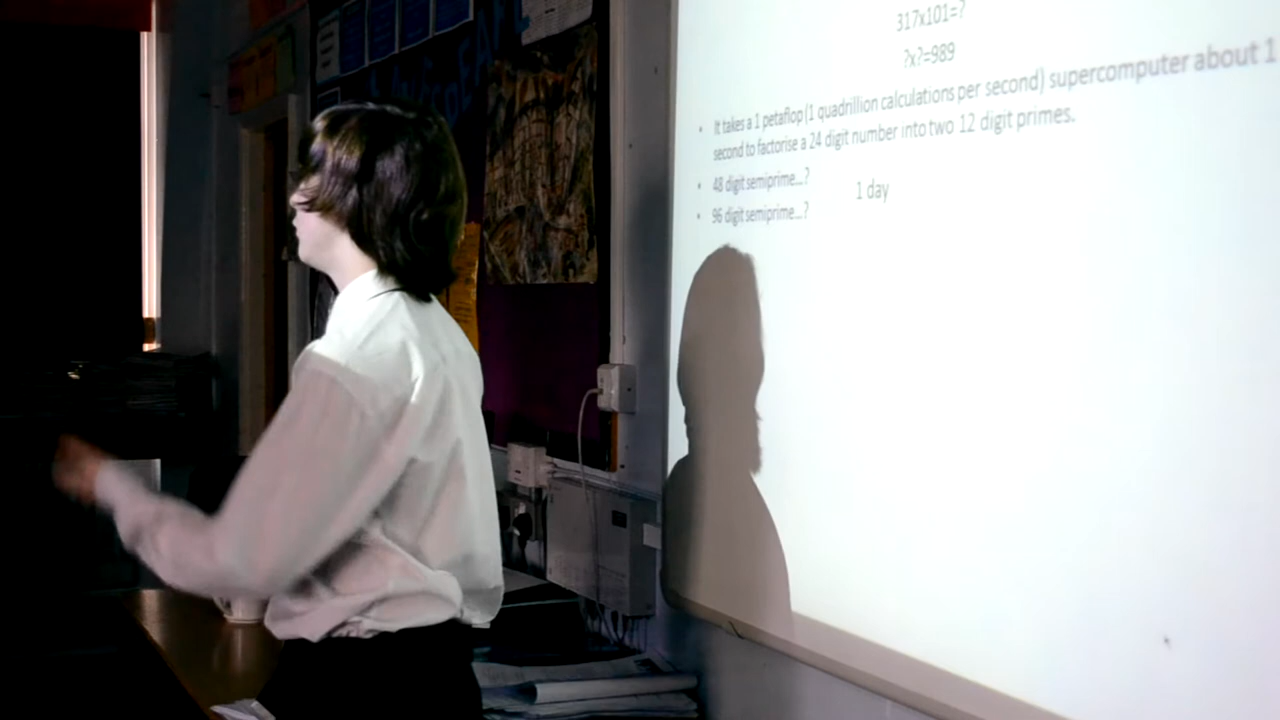 317x101=?
?x?=989
• It takes a 1 petaflop (1 quadrillion calculations per second) supercomputer about 1
second to factorise a 24 digit number into two 12 digit primes.
• 48 digit semiprime...?
1 day
• 96 digit semiprime...?